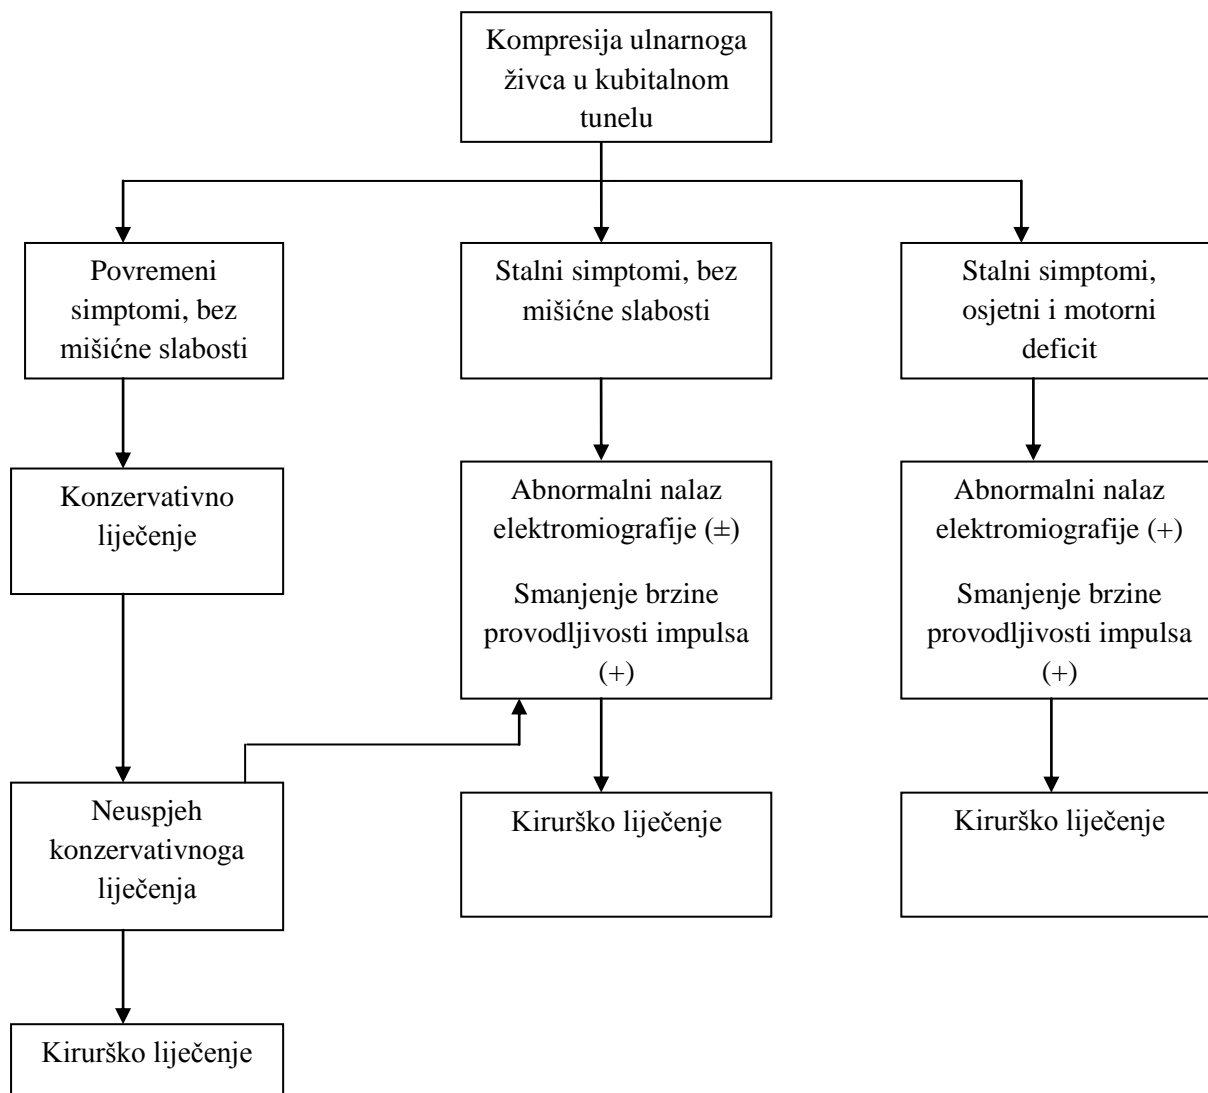 Kompresija ulnarnoga
živca u kubitalnom
tunelu
Povremeni
simptomi, bez
mišićne slabosti
Stalni simptomi, bez
mišićne slabosti
Stalni simptomi,
osjetni i motorni
deficit
Konzervativno
liječenje
Abnormalni nalaz
elektromiografije (±)
Smanjenje brzine
provodljivosti impulsa
(+)
Abnormalni nalaz
elektromiografije (+)
Smanjenje brzine
provodljivosti impulsa
(+)
Neuspjeh
konzervativnoga
liječenja
Kirurško liječenje
Kirurško liječenje
Kirurško liječenje